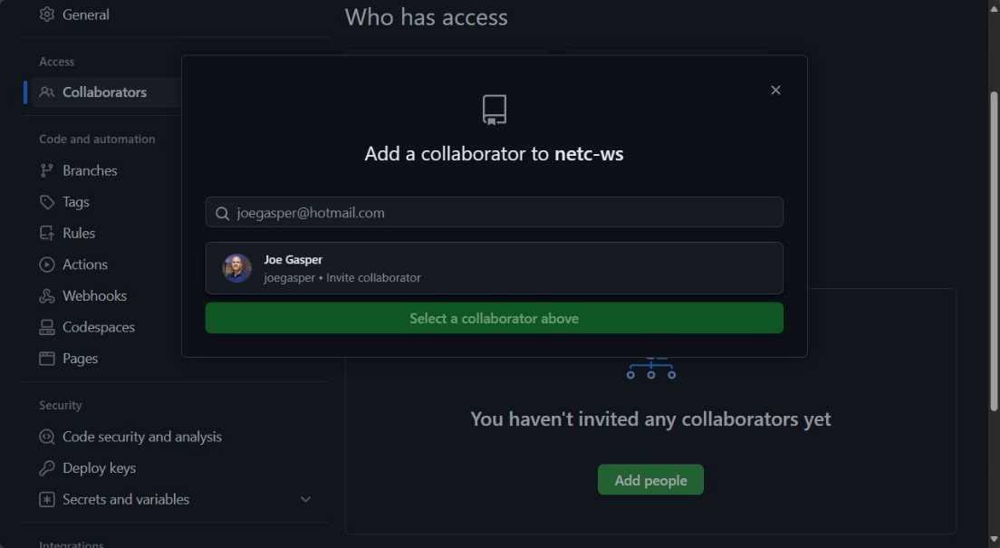 General
Access
Collaborators
Code and automation
Branches
Tags
Rules
Actions
Webhooks
Codespaces
Pages
Security
Code security and analysis
Deploy keys
Secrets and variables
Integrations
Who has access
Add a collaborator to netc-ws
joegasper@hotmail.com
Joe Gasper
joegasper • Invite collaborator
Select a collaborator above
You haven't invited any collaborators yet
Add people